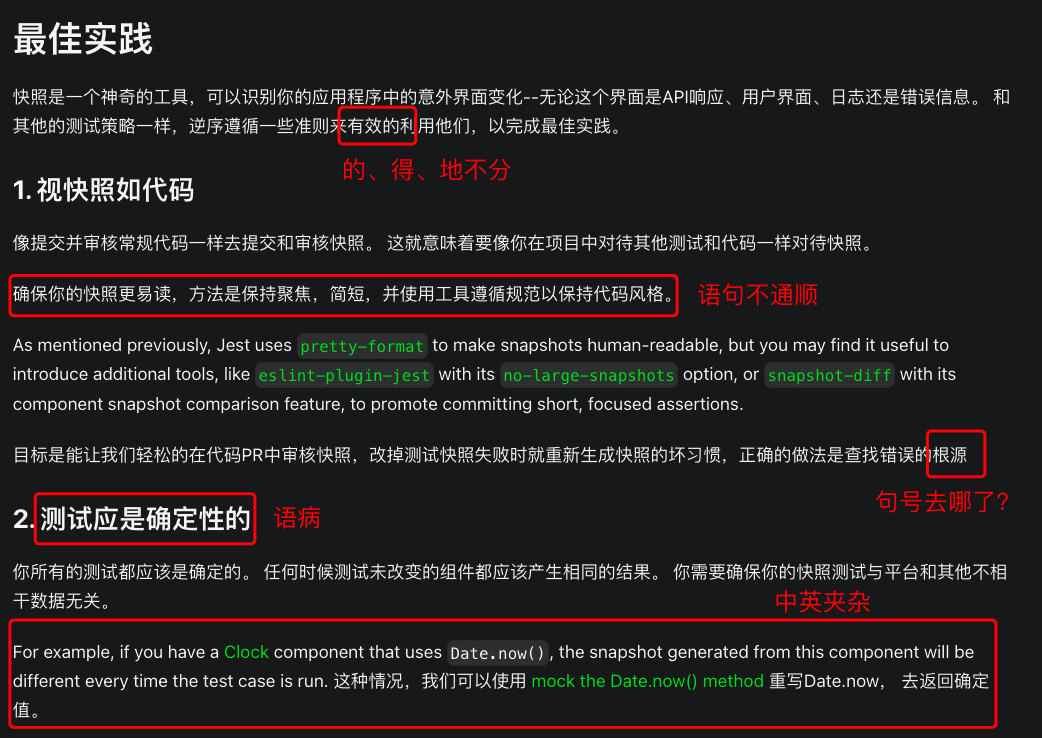 最佳实践
快照是一个神奇的工具，可以识别你的应用程序中的意外界面变化--无论这个界面是API响应、用户界面、日志还是错误信息。 和
其他的测试策略一样，逆序遵循一些准则来有效的利用他们，以完成最佳实践。
的、得、地不分
1. 视快照如代码
像提交并审核常规代码一样去提交和审核快照。 这就意味着要像你在项目中对待其他测试和代码一样对待快照。
确保你的快照更易读，方法是保持聚焦，简短，并使用工具遵循规范以保持代码风格。 语句不通顺
As mentioned previously, Jest uses pretty-format to make snapshots human-readable, but you may find it useful to
introduce additional tools, like eslint-plugin-jest with its no-large-snapshots option, or snapshot-diff with its
component snapshot comparison feature, to promote committing short, focused assertions.
目标是能让我们轻松的在代码PR中审核快照，改掉测试快照失败时就重新生成快照的坏习惯，正确的做法是查找错误的根源
句号去哪了?
2. 测试应是确定性的 语病
你所有的测试都应该是确定的。 任何时候测试未改变的组件都应该产生相同的结果。 你需要确保你的快照测试与平台和其他不相
干数据无关。
中英夹杂
For example, if you have a Clock component that uses Date.now(), the snapshot generated from this component will be
different every time the test case is run. 这种情况，我们可以使用 mock the Date.now() method 重写Date.now， 去返回确定
值。